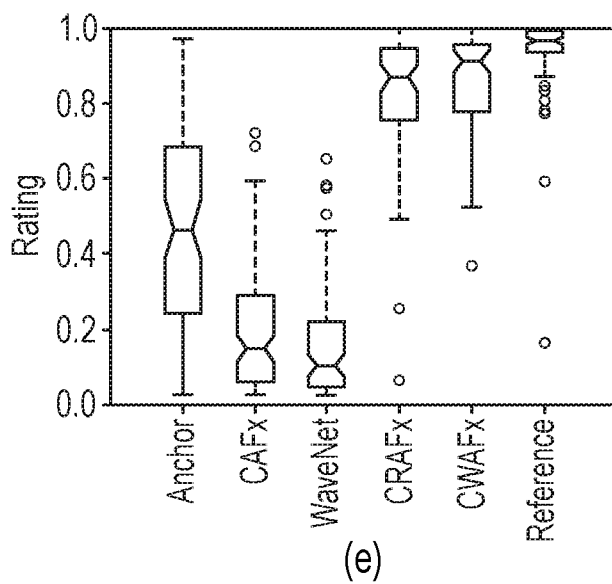 Rating
1.0
0.8
0.6
0.4
0.2
0.0
Anchor
CAFx
WaveNet
CRAFx
CWAFx
Reference
(e)